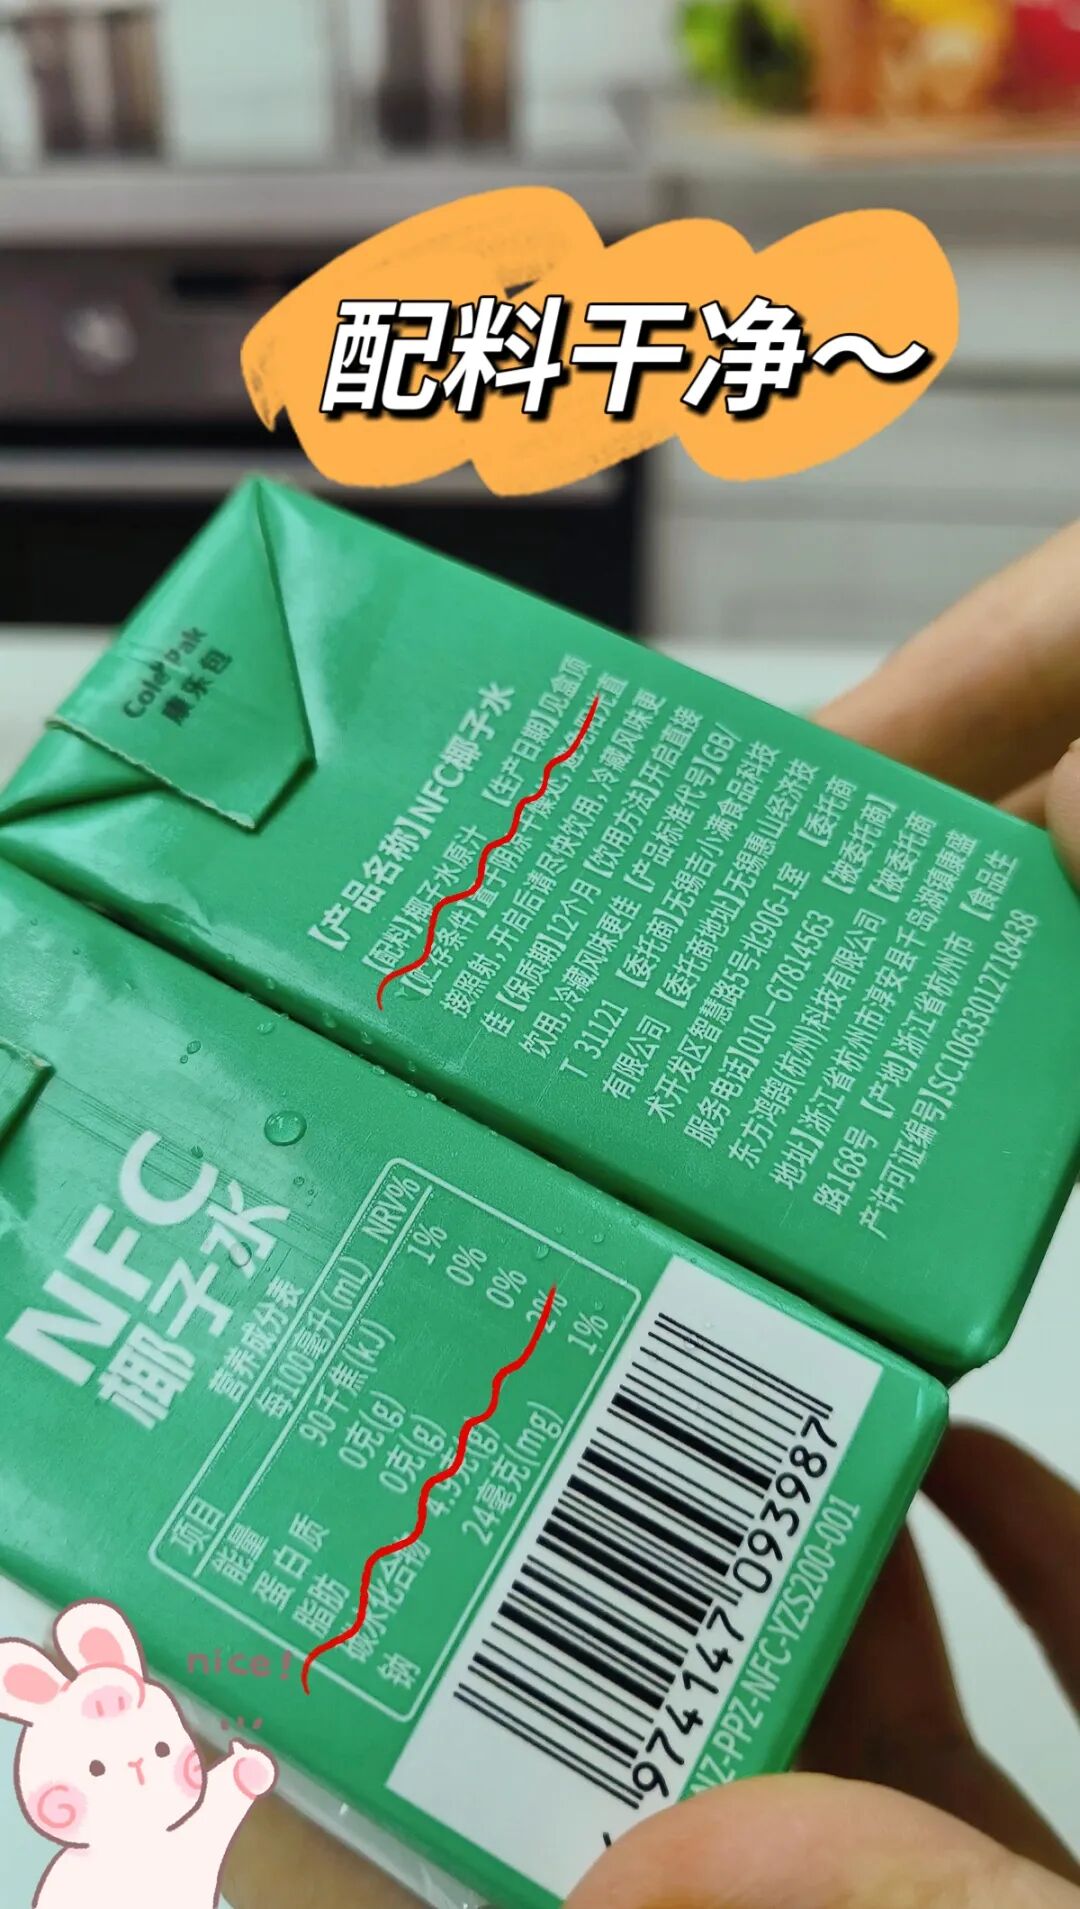 配料干净~
ColorPak
康乐包
【产品名称】NFC椰子水
【配料】椰子水原汁 【生产日期】见盒顶
【贮存条件】置于阴凉干燥处,避免阳光直
接照射,开启后请尽快饮用,冷藏风味更
佳【保质期】12个月【饮用方法】开启直接
饮用,冷藏风味更佳【产品标准代号】GB/
T 31121 【委托商】无锡吉小满食品科技
有限公司 【委托商地址】无锡惠山经济技
术开发区智慧路5号北906-1室 【委托商
服务电话】010-67814563 【被委托商】
东方鸿鹄(杭州)科技有限公司 【被委托商
地址】浙江省杭州市淳安县千岛湖镇康盛
路168号 【产地】浙江省杭州市 【食品生
产许可证编号】SC10633012718438
NFC
椰子水
营养成分表
项目 每100毫升(mL) NRV%
能量 90千焦(kJ) 1%
蛋白质 0克(g) 0%
脂肪 0克(g) 0%
碳水化合物 4.9克(g) 2%
钠 24毫克(mg) 1%
974147093987
NZ-PPZ-NFC-YZS200-001
nice!